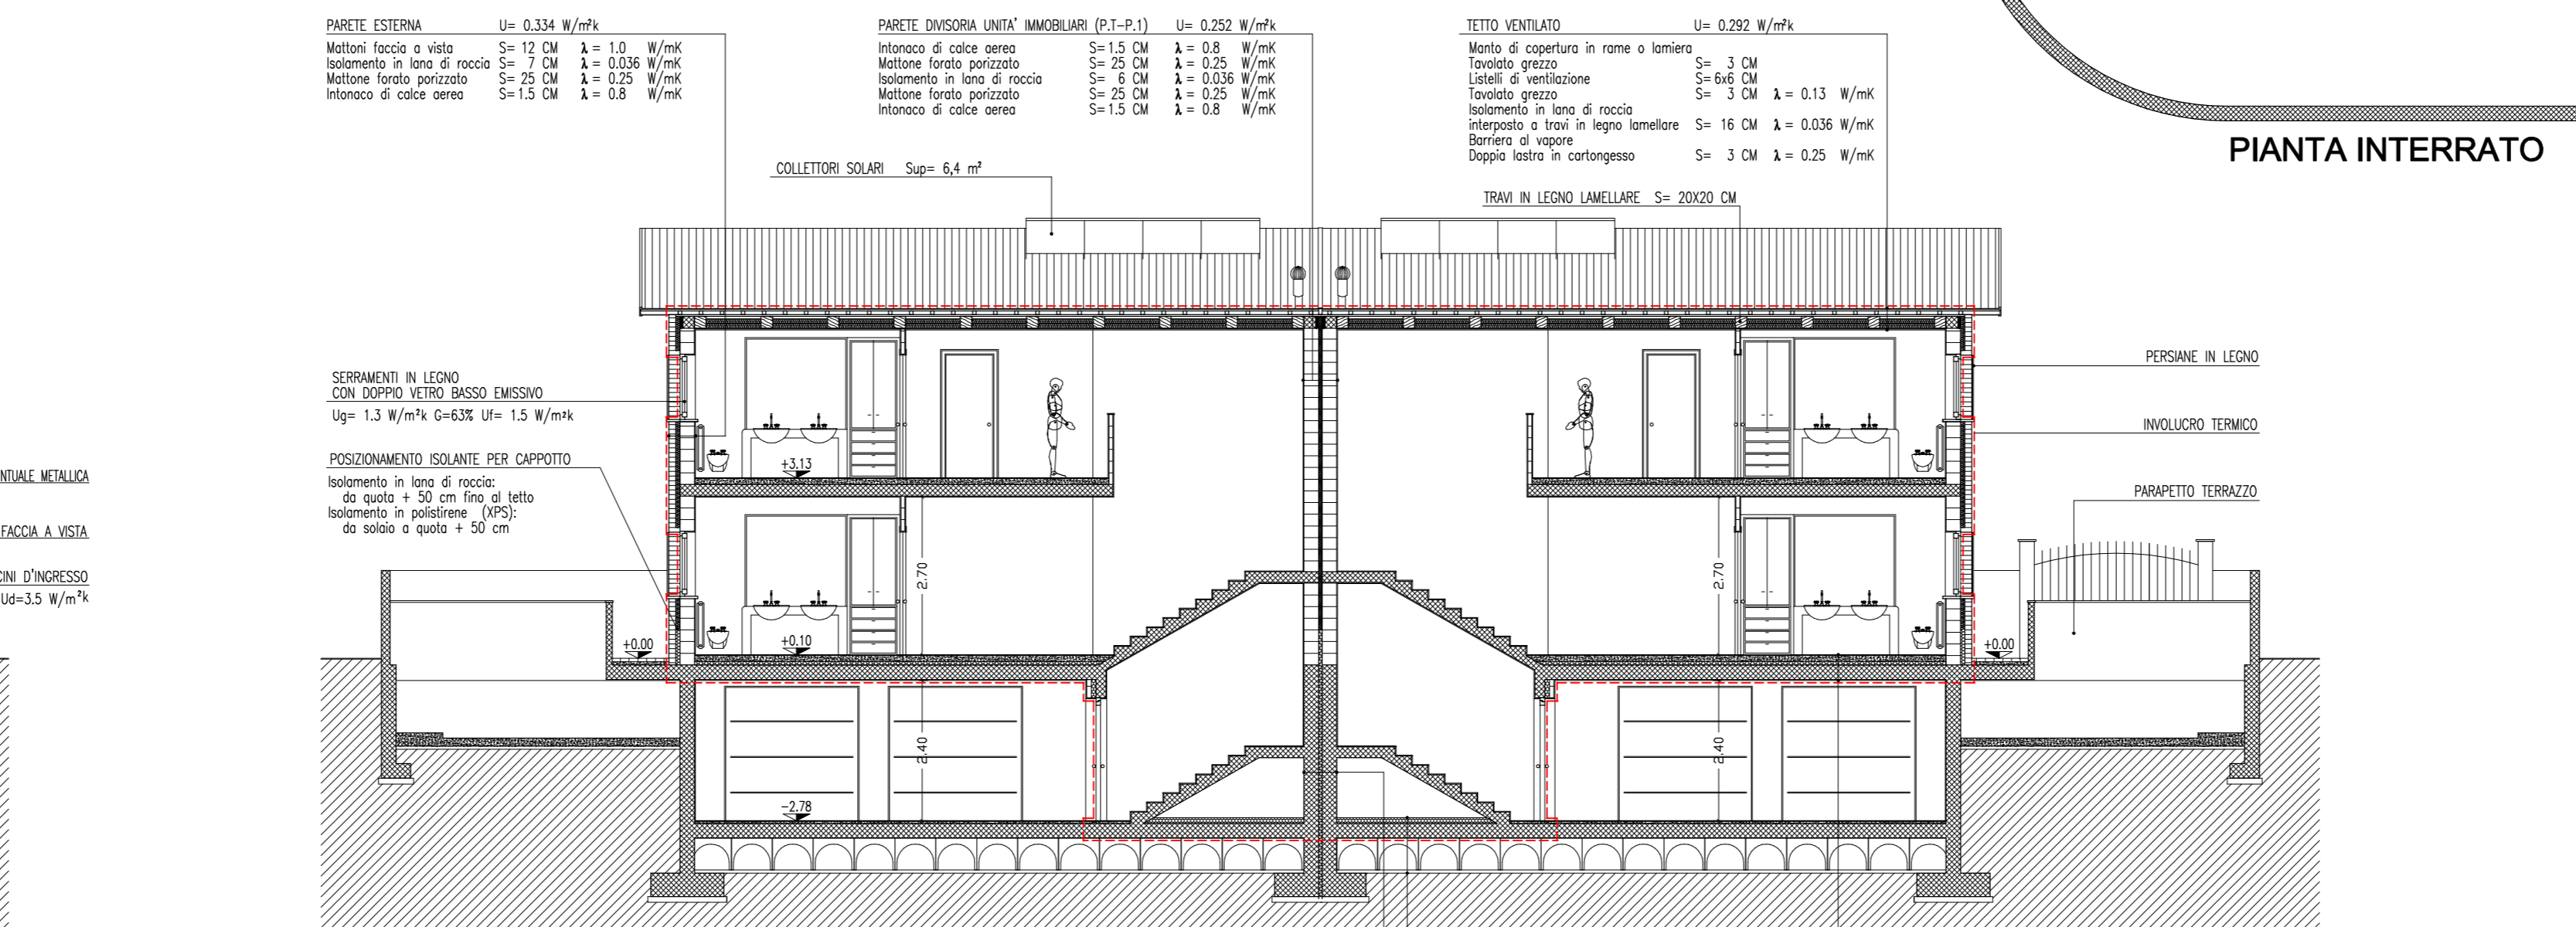 PARETE ESTERNA U= 0.334 W/m²k
Mattoni faccia a vista S= 12 CM λ = 1.0 W/mK
Isolamento in lana di roccia S= 7 CM λ = 0.036 W/mK
Mattone forato porizzato S= 25 CM λ = 0.25 W/mK
Intonaco di calce aerea S=1.5 CM λ = 0.8 W/mK
PARETE DIVISORIA UNITA' IMMOBILIARI (P.T-P.1) U= 0.252 W/m²k
Intonaco di calce aerea S=1.5 CM λ = 0.8 W/mK
Mattone forato porizzato S= 25 CM λ = 0.25 W/mK
Isolamento in lana di roccia S= 6 CM λ = 0.036 W/mK
Mattone forato porizzato S= 25 CM λ = 0.25 W/mK
Intonaco di calce aerea S=1.5 CM λ = 0.8 W/mK
TETTO VENTILATO U= 0.292 W/m²k
Manto di copertura in rame o lamiera
Tavolato grezzo S= 3 CM
Listelli di ventilazione S=6x6 CM
Tavolato grezzo S= 3 CM λ = 0.13 W/mK
Isolamento in lana di roccia
interposto a travi in legno lamellare S= 16 CM λ = 0.036 W/mK
Barriera al vapore
Doppia lastra in cartongesso S= 3 CM λ = 0.25 W/mK
PIANTA INTERRATO
COLLETTORI SOLARI Sup= 6,4 m²
TRAVI IN LEGNO LAMELLARE S= 20X20 CM
SERRAMENTI IN LEGNO
CON DOPPIO VETRO BASSO EMISSIVO
Ug= 1.3 W/m²k G=63% Uf= 1.5 W/m²k
POSIZIONAMENTO ISOLANTE PER CAPPOTTO
Isolamento in lana di roccia:
da quota + 50 cm fino al tetto
Isolamento in polistirene (XPS):
da solaio a quota + 50 cm
NTUALE METALLICA
FACCIA A VISTA
CINI D'INGRESSO
Ud=3.5 W/m²k
PERSIANE IN LEGNO
INVOLUCRO TERMICO
PARAPETTO TERRAZZO
+3.13
2.70
2.70
+0.00
+0.10
+0.00
2.40
2.40
-2.78